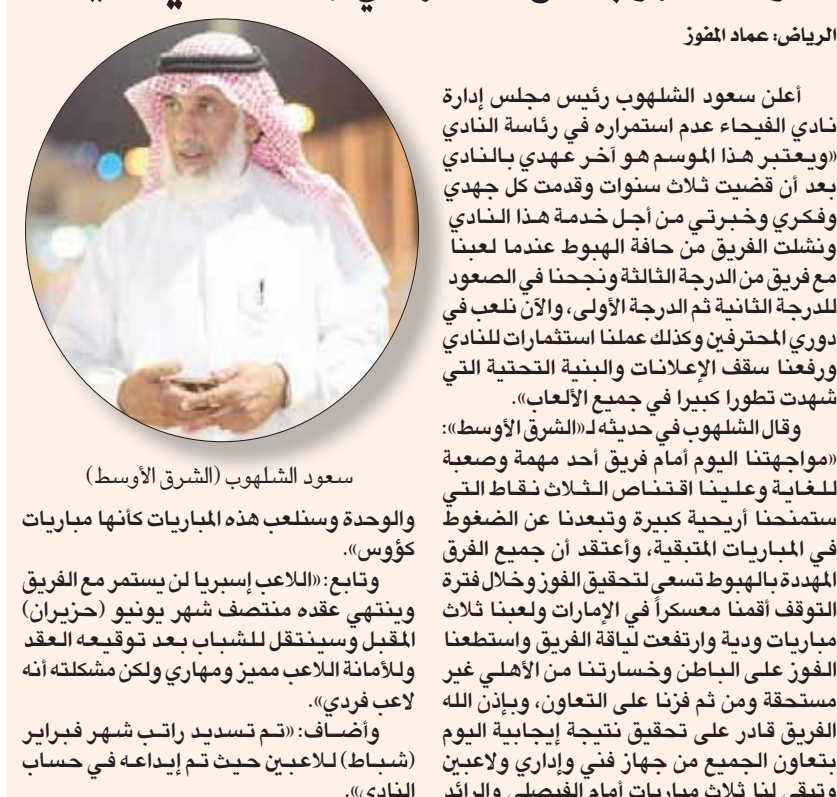 الرياض: عماد المفوز
أعلن سعود الشلهوب رئيس مجلس إدارة
نادي الفيحاء عدم استمراره في رئاسة النادي
«ويعتبر هذا الموسم هو آخر عهدي بالنادي
بعد أن قضيت ثلاث سنوات وقدمت كل جهدي
وفكري وخبرتي من أجل خدمة هذا النادي
ونشلت الفريق من حافة الهبوط عندما لعبنا
مع فريق من الدرجة الثالثة ونجحنا في الصعود
للدرجة الثانية ثم الدرجة الأولى، والآن نلعب في
دوري المحترفين وكذلك عملنا استثمارات للنادي
ورفعنا سقف الإعلانات والبنية التحتية التي
شهدت تطورا كبيرا في جميع الألعاب».
وقال الشلهوب في حديثه لـ«الشرق الأوسط»:
«مواجهتنا اليوم أمام فريق أحد مهمة وصعبة
للغاية وعلينا اقتناص الثلاث نقاط التي
ستمنحنا أريحية كبيرة وتبعدنا عن الضغوط
في المباريات المتبقية، وأعتقد أن جميع الفرق
المهددة بالهبوط تسعى لتحقيق الفوز وخلال فترة
التوقف أقمنا معسكراً في الإمارات ولعبنا ثلاث
مباريات ودية وارتفعت لياقة الفريق واستطعنا
الفوز على الباطن وخسارتنا من الأهلي غير
مستحقة ومن ثم فزنا على التعاون، وبإذن الله
الفريق قادر على تحقيق نتيجة إيجابية اليوم
بتعاون الجميع من جهاز فني وإداري ولاعبين
وتبقى لنا ثلاث مباريات أمام الفيصلي والرائد
سعود الشلهوب (الشرق الأوسط)
والوحدة وسنلعب هذه المباريات كأنها مباريات
كؤوس».
وتابع: «اللاعب إسبريا لن يستمر مع الفريق
وينتهي عقده منتصف شهر يونيو (حزيران)
المقبل وسينتقل للشباب بعد توقيعه العقد
وللأمانة اللاعب مميز ومهاري ولكن مشكلته أنه
لاعب فردي».
وأضاف: «تم تسديد راتب شهر فبراير
(شباط) للاعبين حيث تم إيداعه في حساب
النادي».